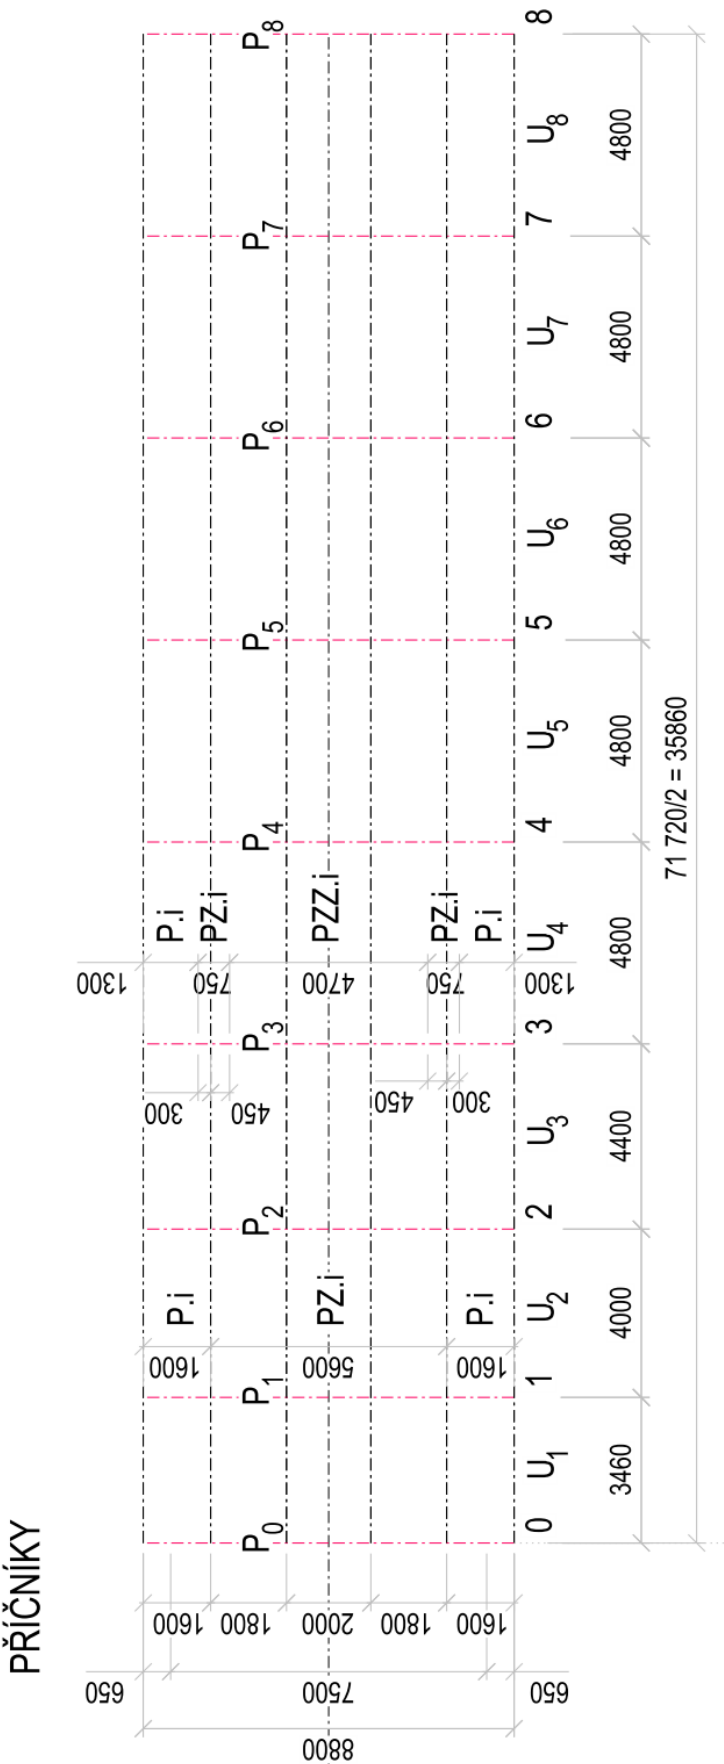 PŘÍČNÍKY
P8
8
U8
4800
P7
7
U7
4800
P6
6
U6
4800
P5
5
U5
4800
P4
4
P.i
PZ.i
PZZ.i
PZ.i
P.i
U4
4800
1300
750
4700
750
1300
P3
3
300
450
450
300
U3
4400
P2
2
P.i
PZ.i
P.i
U2
4000
1600
5600
1600
P1
1
U1
3460
P0
0
71 720/2 = 35860
1600
1800
2000
1800
1600
650
7500
650
8800